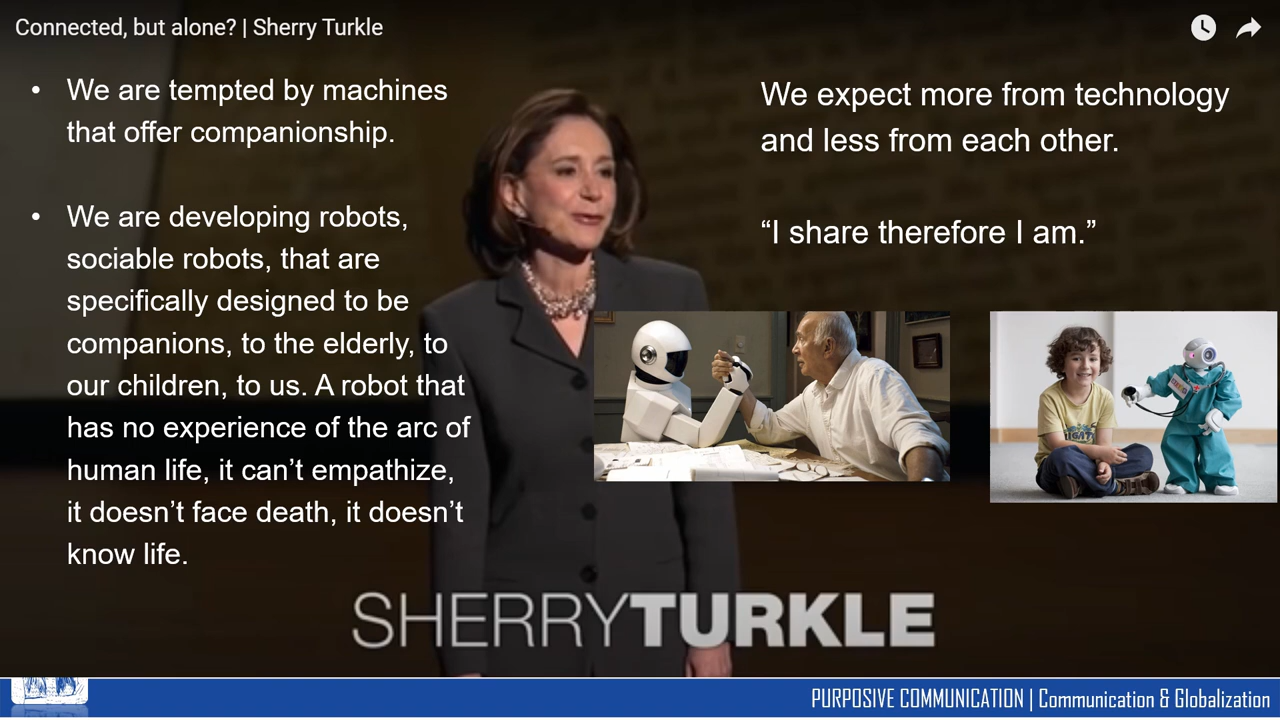 Connected, but alone? | Sherry Turkle
• We are tempted by machines
that offer companionship.
• We are developing robots,
sociable robots, that are
specifically designed to be
companions, to the elderly, to
our children, to us. A robot that
has no experience of the arc of
human life, it can’t empathize,
it doesn’t face death, it doesn’t
know life.
We expect more from technology
and less from each other.
“I share therefore I am.”
SHERRYTURKLE
PURPOSIVE COMMUNICATION | Communication & Globalization